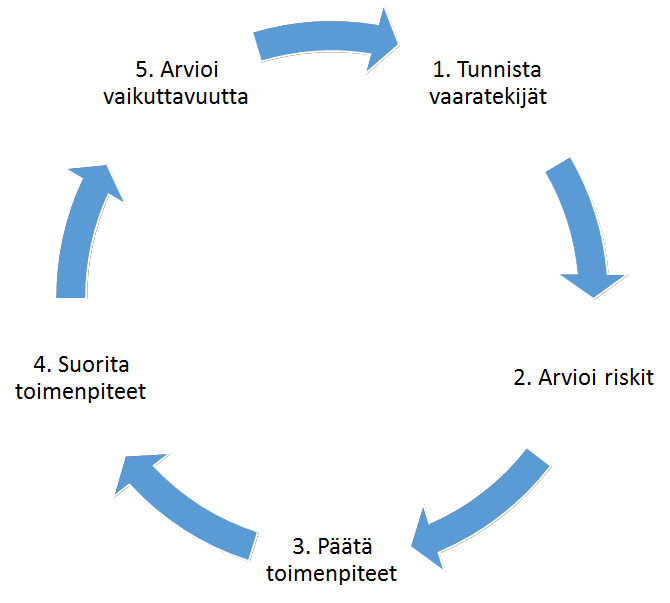 1. Tunnista
vaaratekijät
2. Arvioi riskit
3. Päätä
toimenpiteet
4. Suorita
toimenpiteet
5. Arvioi
vaikuttavuutta